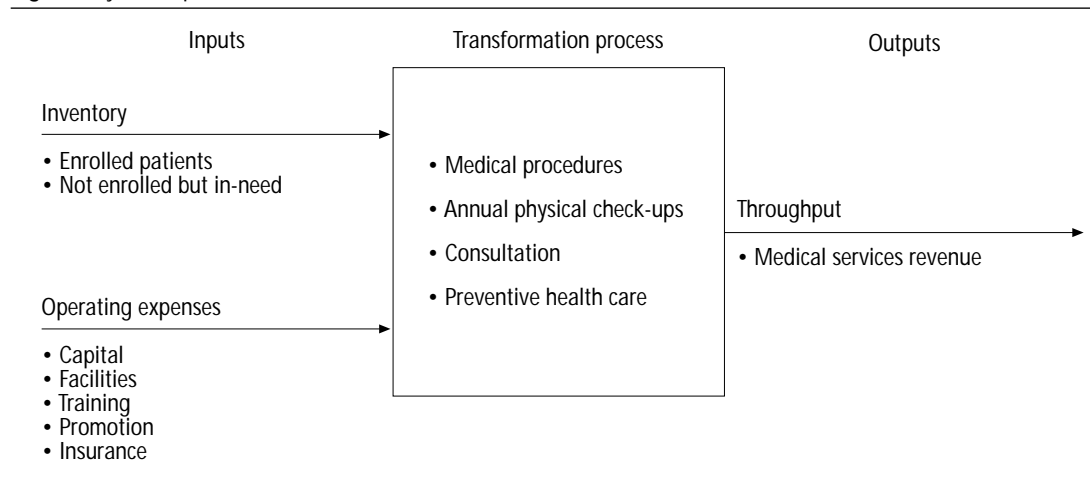 Inputs
Transformation process
Outputs
Inventory
• Enrolled patients
• Not enrolled but in-need
Operating expenses
• Capital
• Facilities
• Training
• Promotion
• Insurance
• Medical procedures
• Annual physical check-ups
• Consultation
• Preventive health care
Throughput
• Medical services revenue